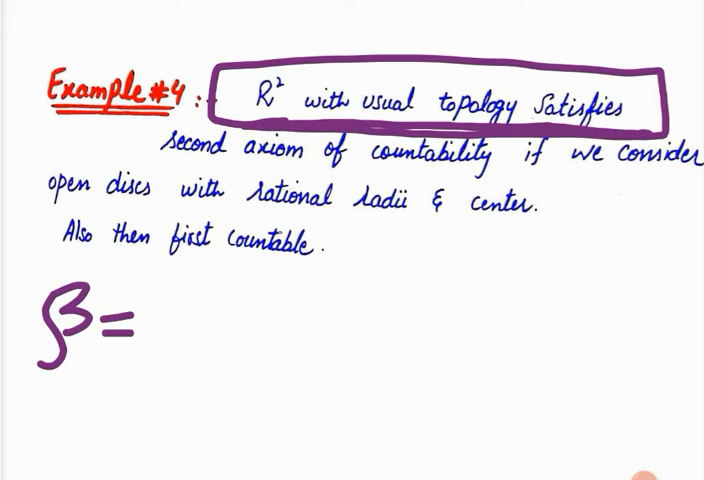 Example #4 :- R² with usual topology Satisfies
second axiom of countability if we consider
open discs with rational radii & center.
Also then first countable.
β =